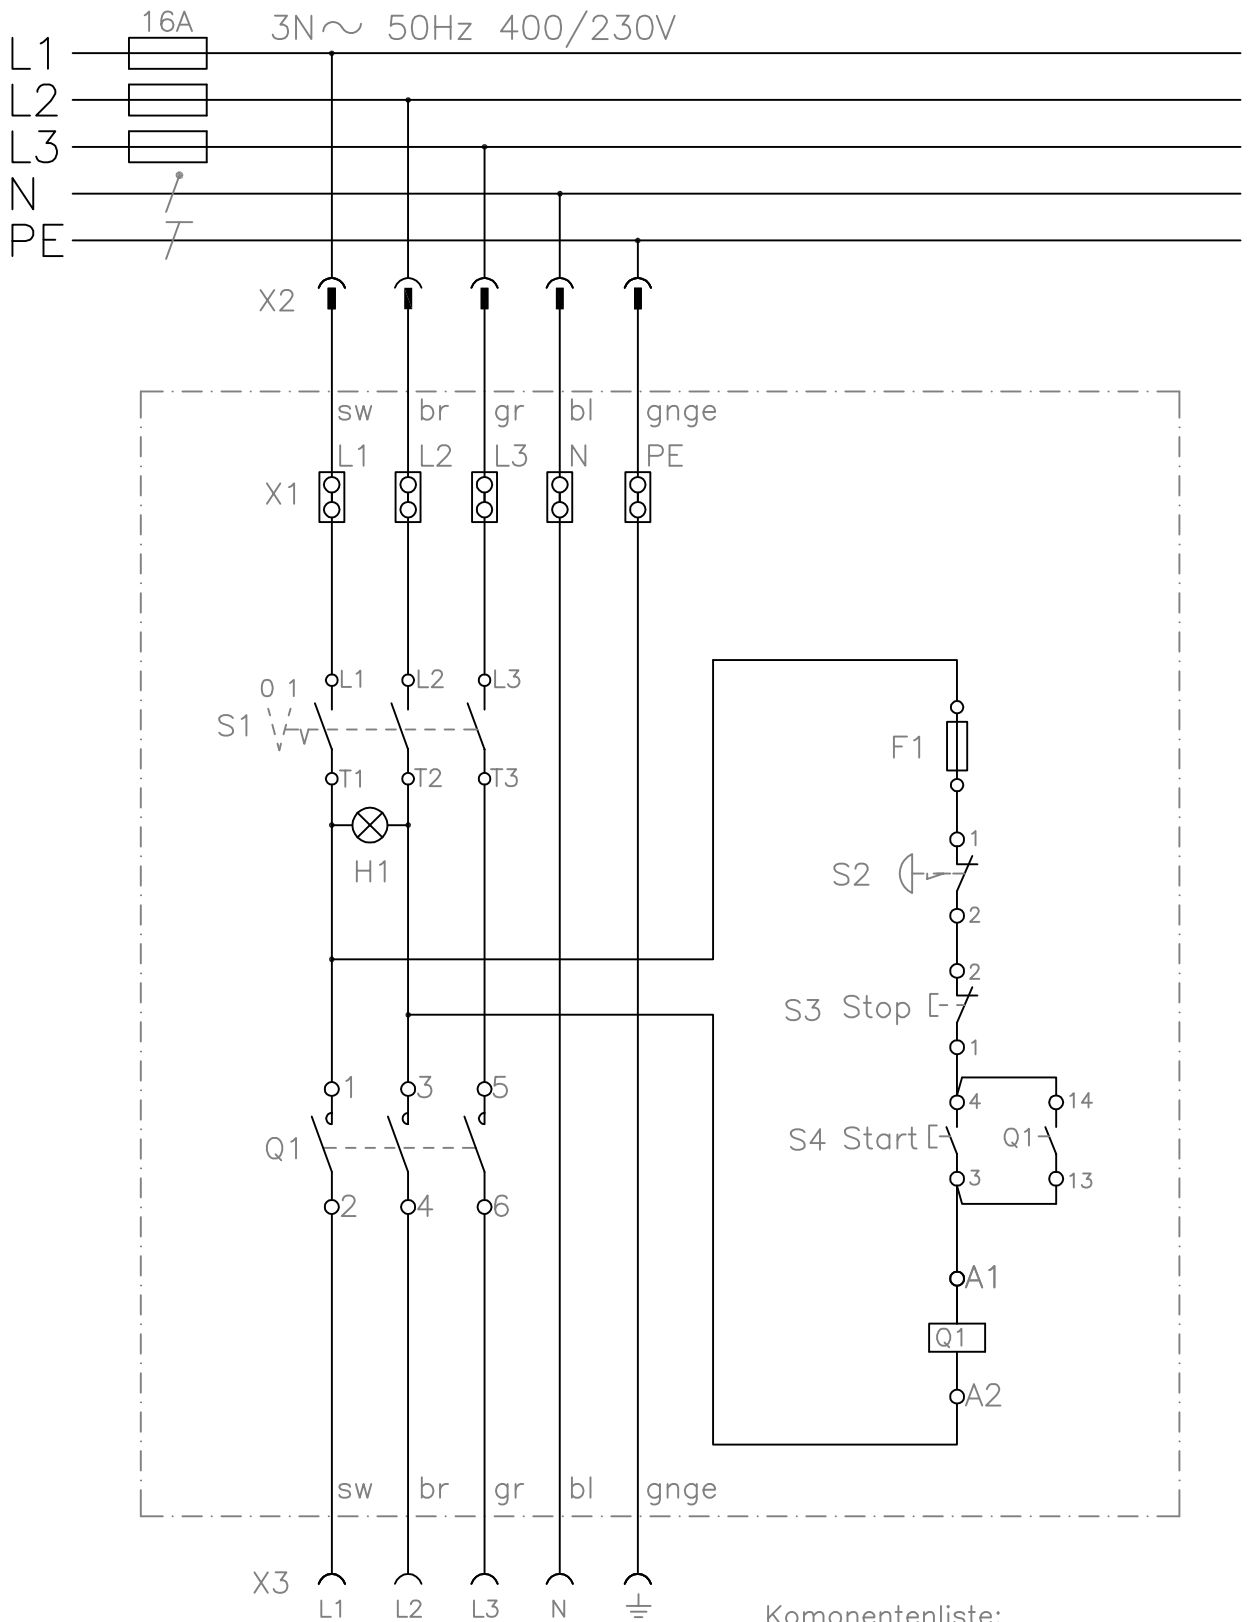 16A 3N~ 50Hz 400/230V
L1
L2
L3
N
PE
X2
sw br gr bl gnge
L1 L2 L3 N PE
X1
L1 L2 L3
0 1
S1
F1
T1 T2 T3
1
H1
S2
2
2
S3 Stop
1
1 3 5
4 14
Q1
S4 Start Q1
3 13
2 4 6
A1
Q1
A2
sw br gr bl gnge
X3
L1 L2 L3 N
Komonentenliste: